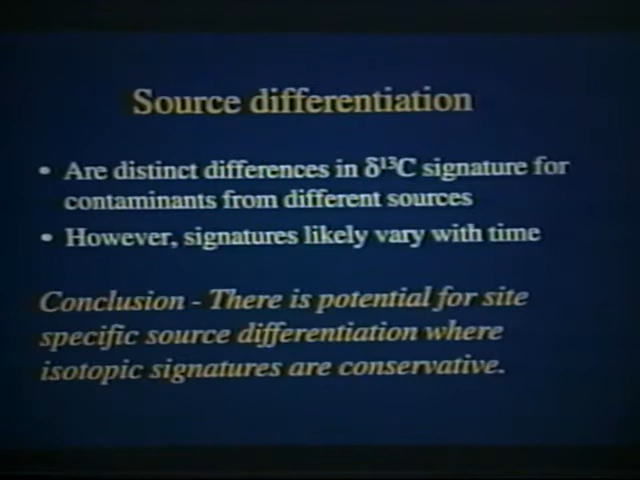 Source differentiation
• Are distinct differences in δ¹³C signature for
contaminants from different sources
• However, signatures likely vary with time
Conclusion - There is potential for site
specific source differentiation where
isotopic signatures are conservative.